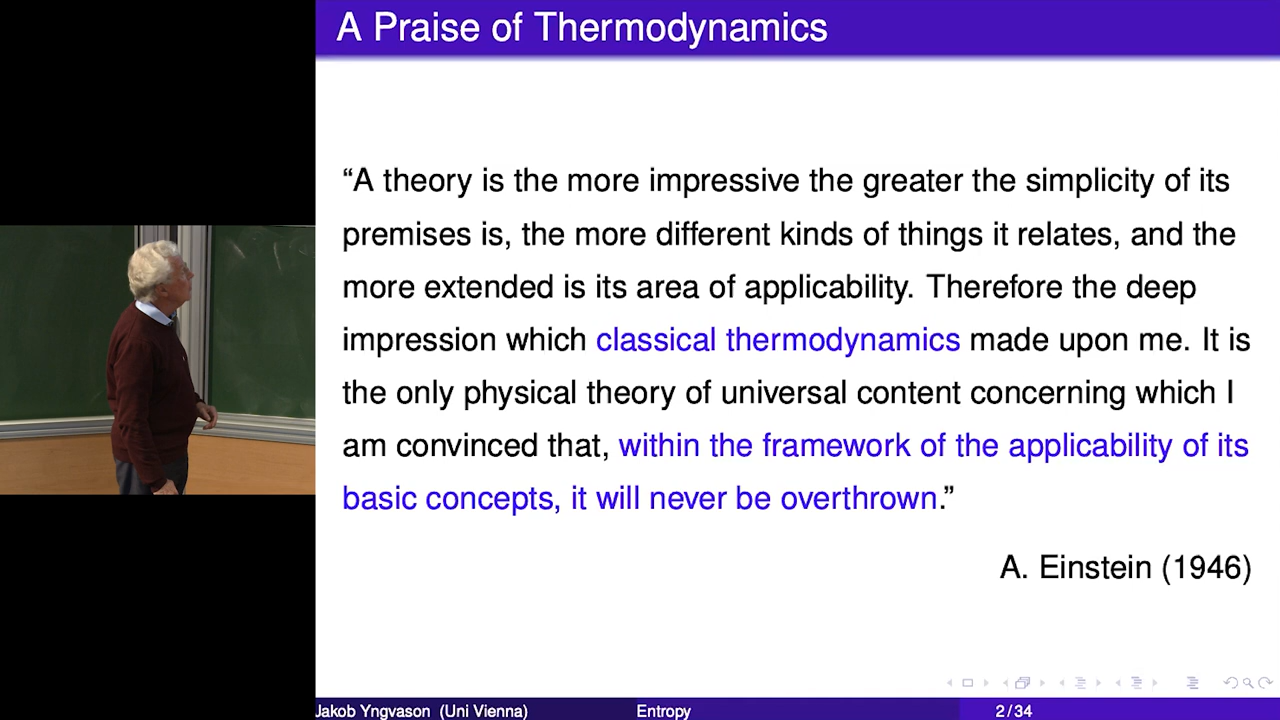 A Praise of Thermodynamics
“A theory is the more impressive the greater the simplicity of its
premises is, the more different kinds of things it relates, and the
more extended is its area of applicability. Therefore the deep
impression which classical thermodynamics made upon me. It is
the only physical theory of universal content concerning which I
am convinced that, within the framework of the applicability of its
basic concepts, it will never be overthrown.”
A. Einstein (1946)
Jakob Yngvason (Uni Vienna)
Entropy
2 / 34